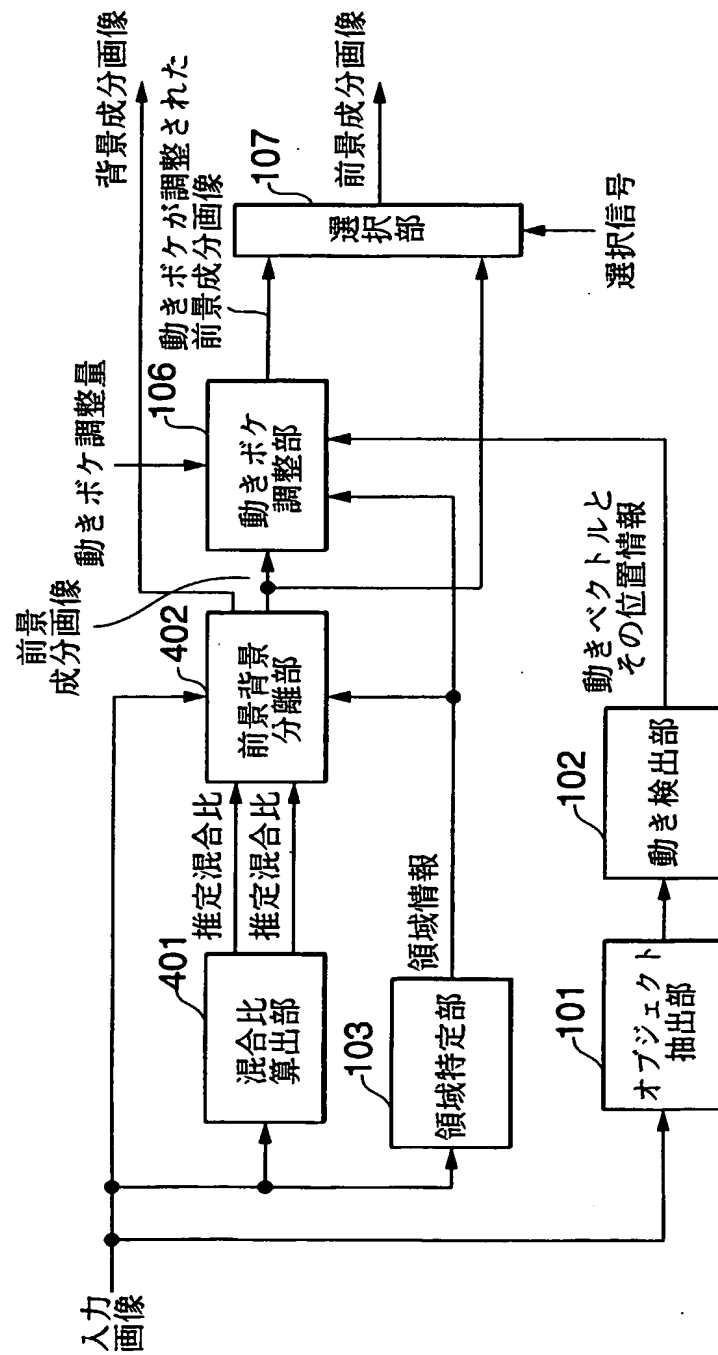 入力
画像
401
混合比
算出部
推定混合比
推定混合比
103
領域特定部
領域情報
101
オブジェクト
抽出部
102
動き検出部
動きベクトルと
その位置情報
402
前景背景
分離部
前景
成分画像
動きボケ調整量
106
動きボケ
調整部
動きボケが調整された
前景成分画像
107
選択部
選択信号
背景成分画像
前景成分画像